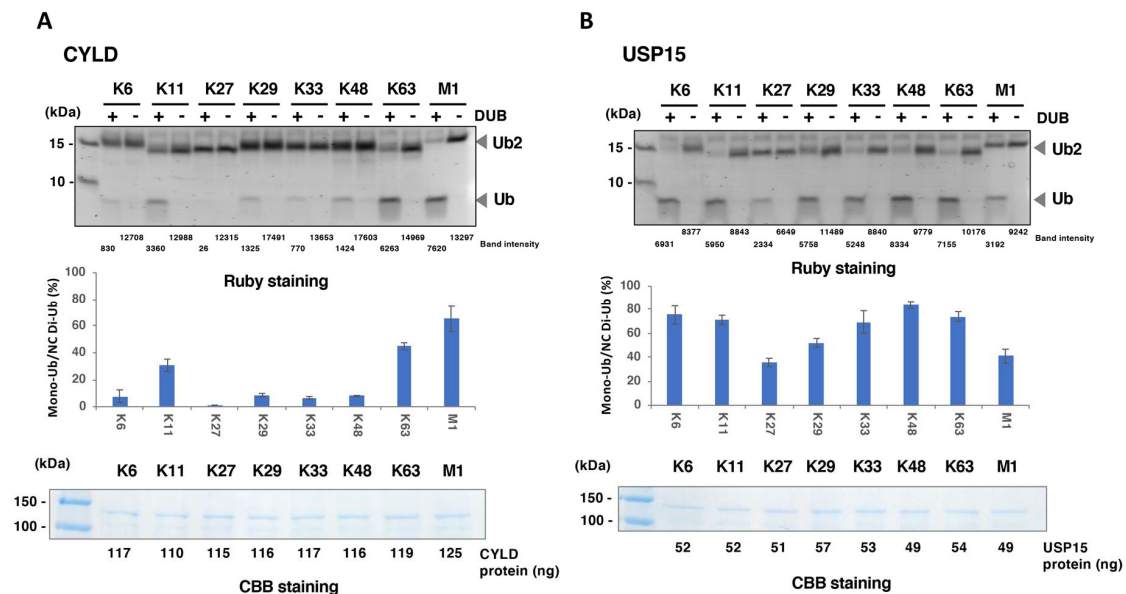 A
CYLD
K6 K11 K27 K29 K33 K48 K63 M1
(kDa) + - + - + - + - + - + - + - + - DUB
15 - Ub2
10 -
Ub
12708 12988 12315 17491 13653 17603 14969 13297
830 3360 26 1325 770 1424 6263 7620 Band intensity
Ruby staining
Mono-Ub/NC Di-Ub (%)
100
80
60
40
20
0
K6 K11 K27 K29 K33 K48 K63 M1
(kDa) K6 K11 K27 K29 K33 K48 K63 M1
150 -
100 -
117 110 115 116 117 116 119 125 CYLD
protein (ng)
CBB staining
B
USP15
K6 K11 K27 K29 K33 K48 K63 M1
(kDa) + - + - + - + - + - + - + - + - DUB
15 - Ub2
10 -
Ub
8377 8843 6649 11489 8840 9779 10176 9242
6931 5950 2334 5758 5248 8334 7155 3192 Band intensity
Ruby staining
Mono-Ub/NC Di-Ub (%)
100
80
60
40
20
0
K6 K11 K27 K29 K33 K48 K63 M1
(kDa) K6 K11 K27 K29 K33 K48 K63 M1
150 -
100 -
52 52 51 57 53 49 54 49 USP15
protein (ng)
CBB staining